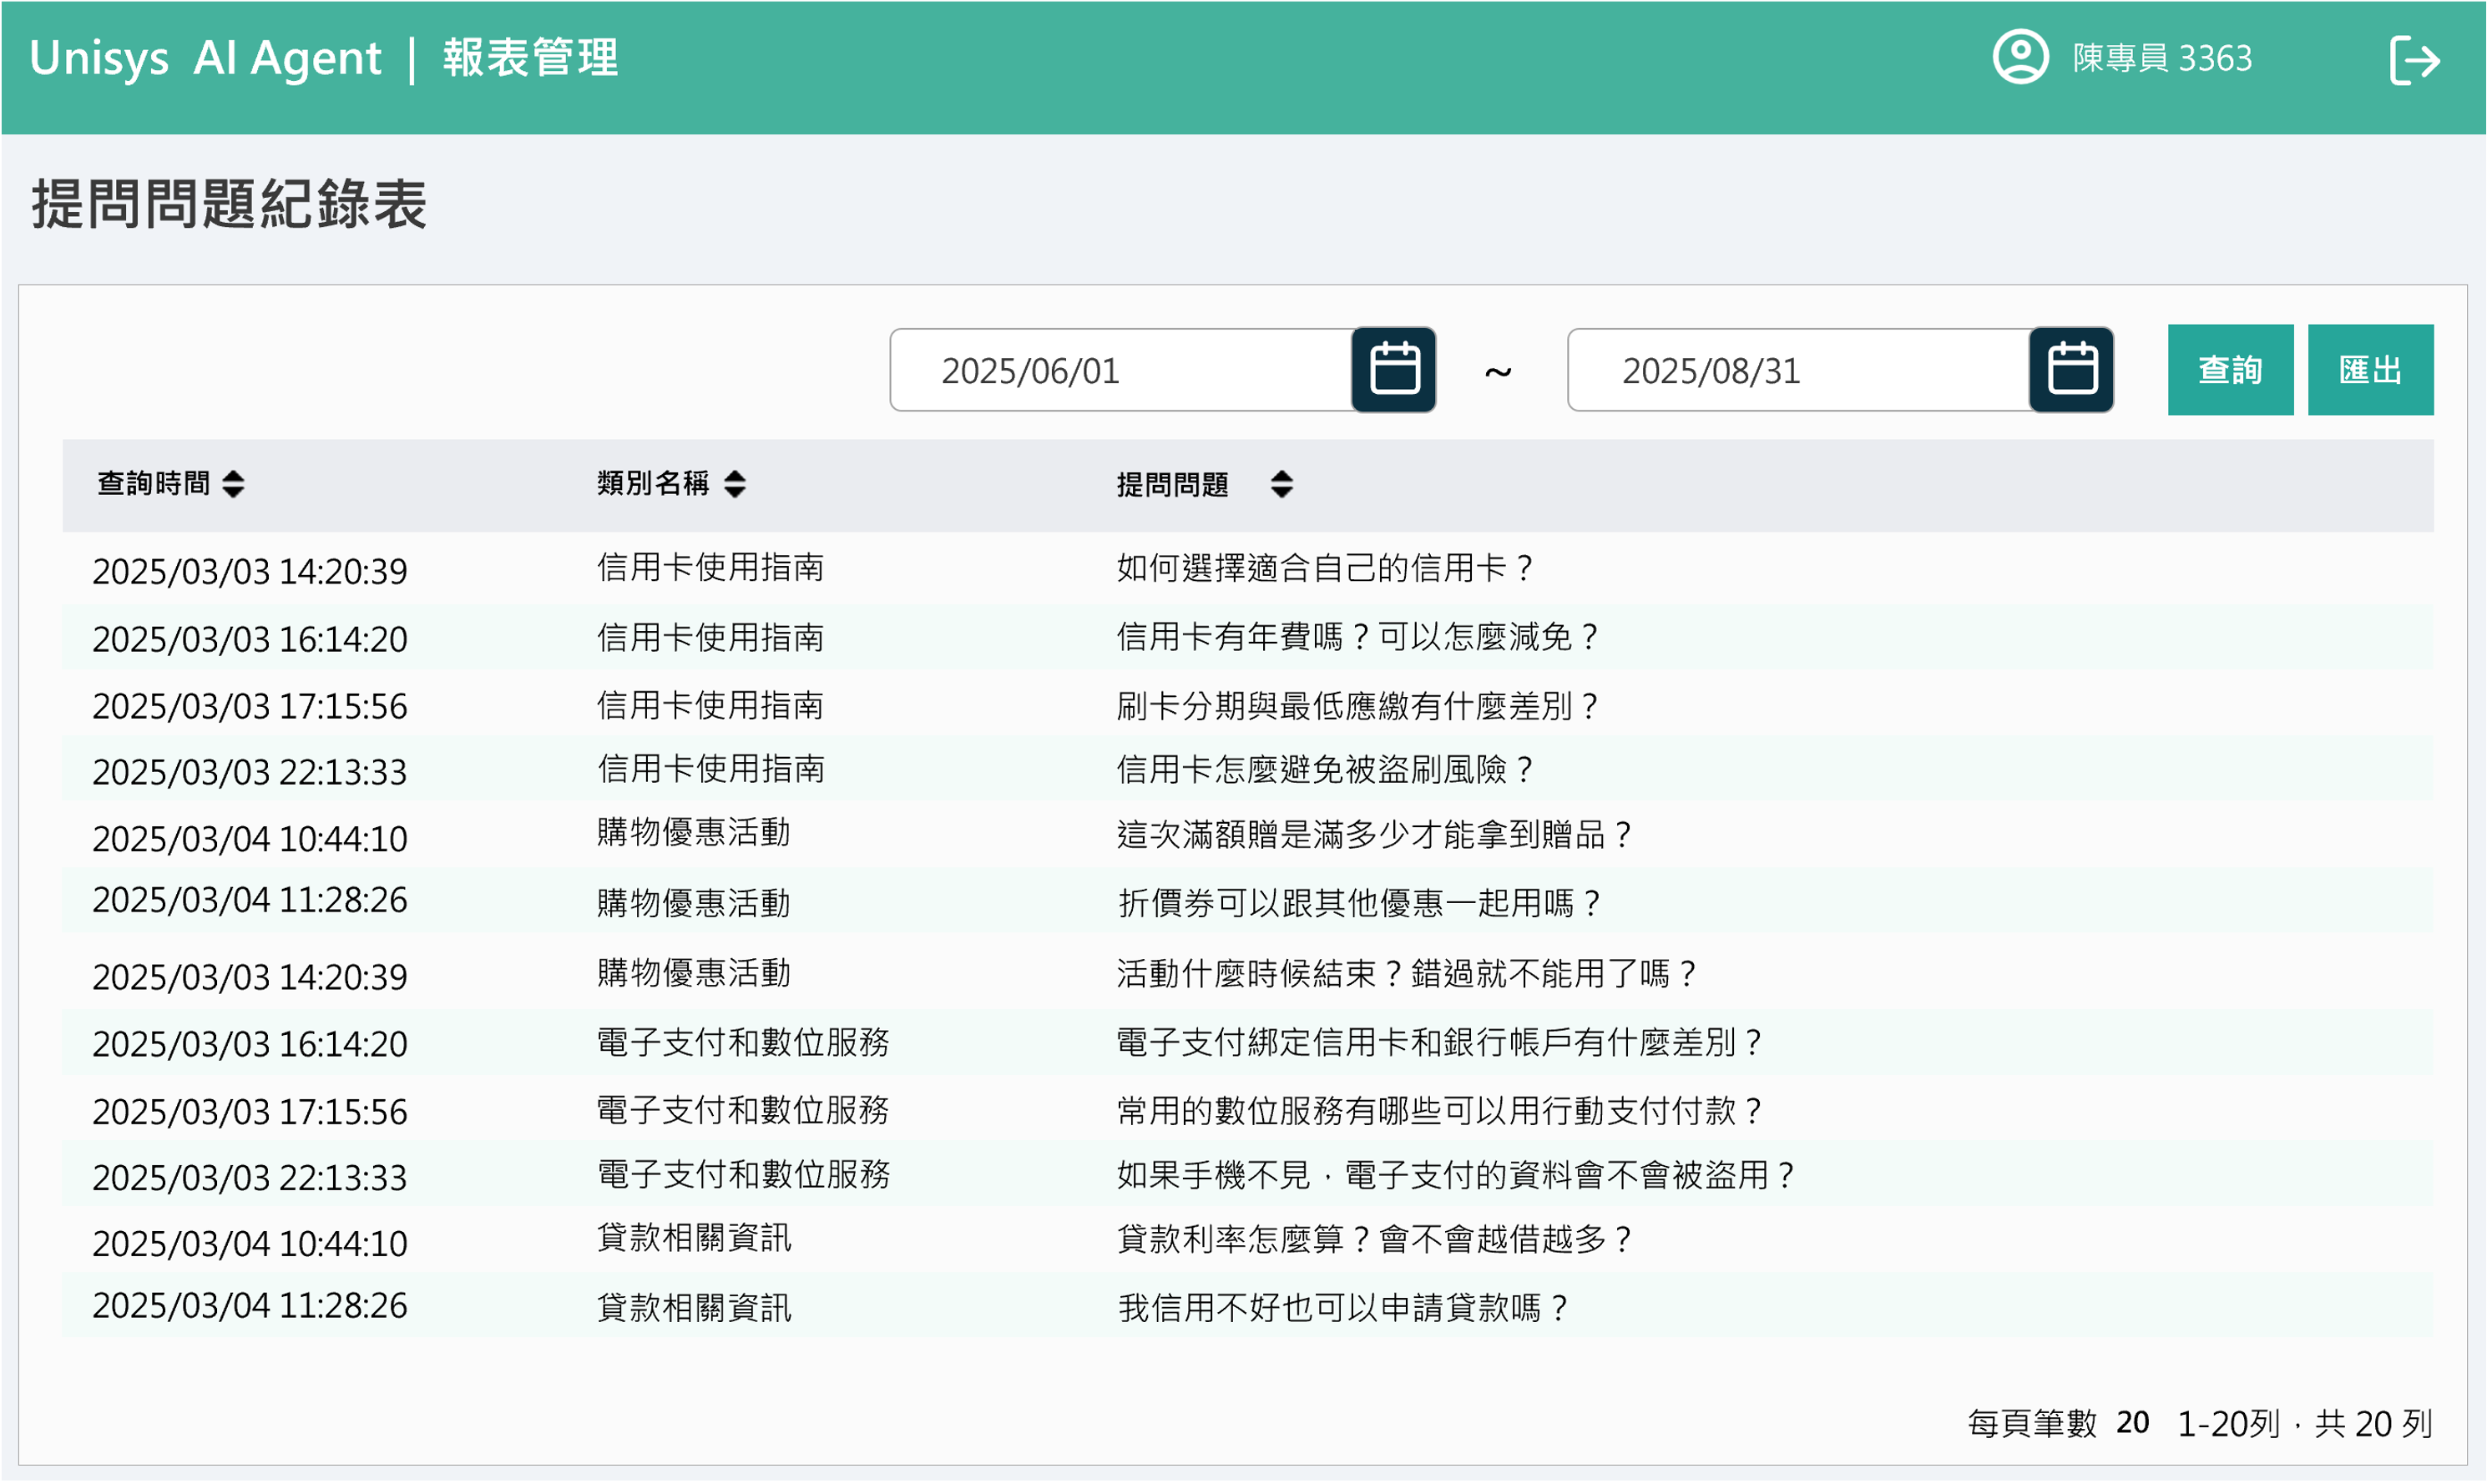 Unisys AI Agent | 報表管理 陳專員 3363
提問問題紀錄表
2025/06/01 ~ 2025/08/31 查詢 匯出
查詢時間 類別名稱 提問問題
2025/03/03 14:20:39 信用卡使用指南 如何選擇適合自己的信用卡？
2025/03/03 16:14:20 信用卡使用指南 信用卡有年費嗎？可以怎麼減免？
2025/03/03 17:15:56 信用卡使用指南 刷卡分期與最低應繳有什麼差別？
2025/03/03 22:13:33 信用卡使用指南 信用卡怎麼避免被盜刷風險？
2025/03/04 10:44:10 購物優惠活動 這次滿額贈是滿多少才能拿到贈品？
2025/03/04 11:28:26 購物優惠活動 折價券可以跟其他優惠一起用嗎？
2025/03/03 14:20:39 購物優惠活動 活動什麼時候結束？錯過就不能用了嗎？
2025/03/03 16:14:20 電子支付和數位服務 電子支付綁定信用卡和銀行帳戶有什麼差別？
2025/03/03 17:15:56 電子支付和數位服務 常用的數位服務有哪些可以用行動支付付款？
2025/03/03 22:13:33 電子支付和數位服務 如果手機不見，電子支付的資料會不會被盜用？
2025/03/04 10:44:10 貸款相關資訊 貸款利率怎麼算？會不會越借越多？
2025/03/04 11:28:26 貸款相關資訊 我信用不好也可以申請貸款嗎？
每頁筆數 20 1-20列，共 20 列